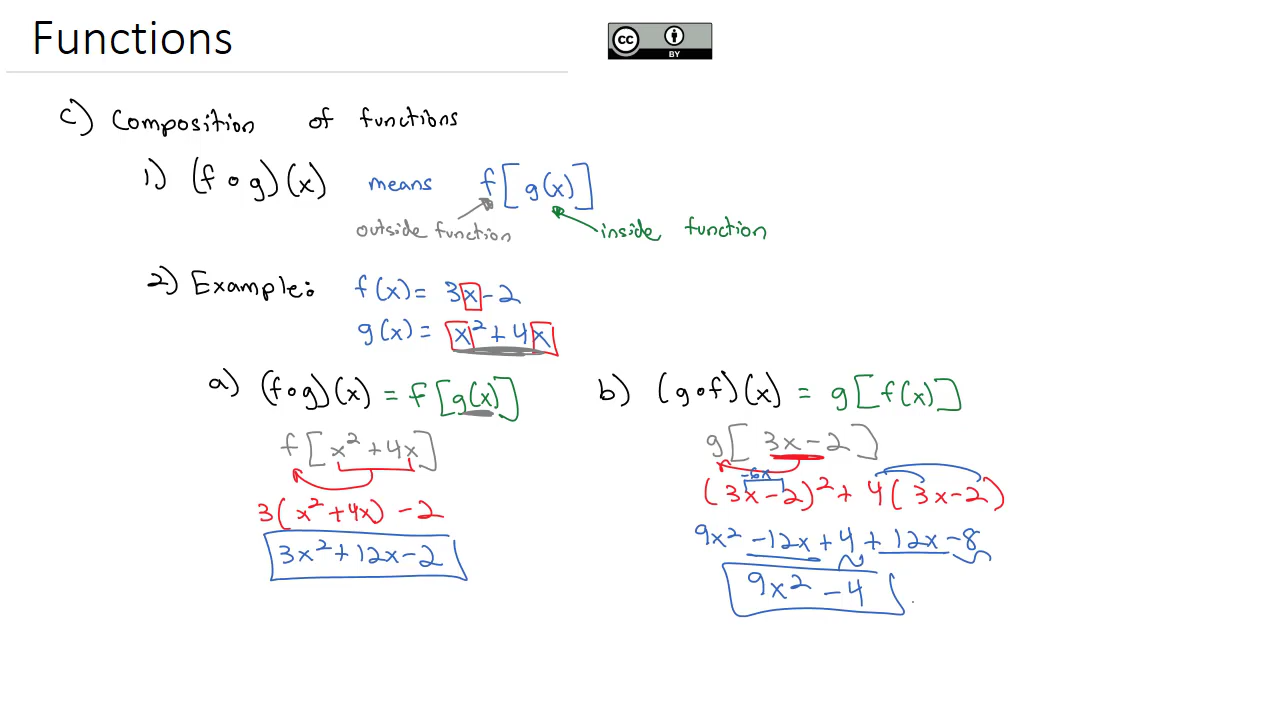 Functions
cc BY
c) Composition of functions
1) (f∘g)(x) means f[g(x)]
outside function inside function
2) Example: f(x)= 3x-2
g(x)= x²+4x
a) (f∘g)(x) = f[g(x)]
f[x²+4x]
3(x²+4x) -2
3x²+12x-2
b) (g∘f)(x) = g[f(x)]
g[3x-2]
-6x
(3x-2)²+ 4(3x-2)
9x² -12x+4+12x-8
9x² -4